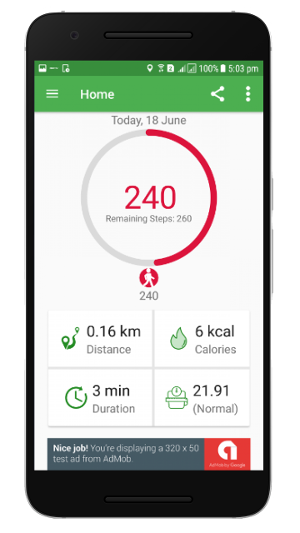 100% 5:03 pm
Home
Today, 18 June
240
Remaining Steps: 260
240
0.16 km
Distance
6 kcal
Calories
3 min
Duration
21.91
(Normal)
Nice job! You're displaying a 320 x 50
test ad from AdMob.
AdMob by Google